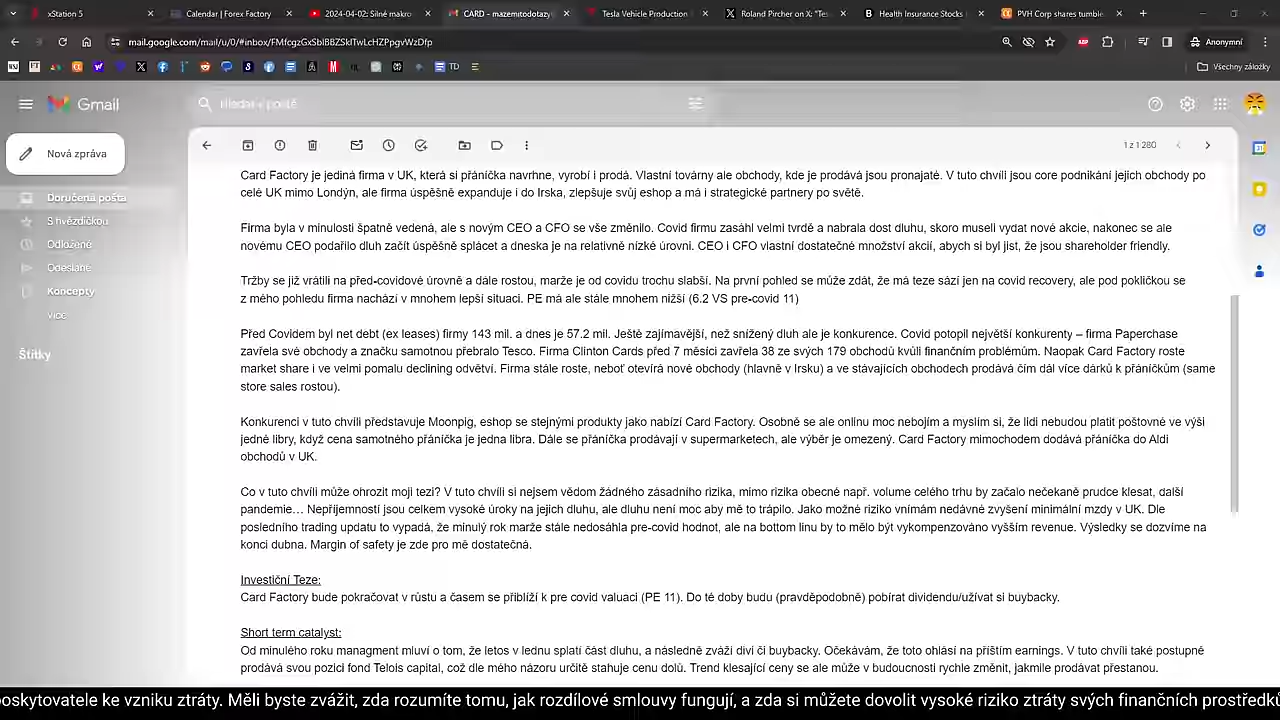 xStation 5
Calendar | Forex Factory
2024-04-02: Silné makro
CARD - mazemitodotazy
Tesla Vehicle Production
Roland Pircher on X: "Tes
Health Insurance Stocks
PVH Corp shares tumble
mail.google.com/mail/u/0/#inbox/FMfcgzGxSbIBBZSklTwLcHZPpgvWzDfp
Anonymní
TD
Všechny záložky
Gmail
Hledat v poště
Nová zpráva
1 z 1 280
Doručená pošta
S hvězdičkou
Odložené
Odeslané
Koncepty
Více
Štítky
Card Factory je jediná firma v UK, která si přáníčka navrhne, vyrobí i prodá. Vlastní továrny ale obchody, kde je prodává jsou pronajaté. V tuto chvíli jsou core podnikání jejich obchody po
celé UK mimo Londýn, ale firma úspěšně expanduje i do Irska, zlepšuje svůj eshop a má i strategické partnery po světě.
Firma byla v minulosti špatně vedená, ale s novým CEO a CFO se vše změnilo. Covid firmu zasáhl velmi tvrdě a nabrala dost dluhu, skoro museli vydat nové akcie, nakonec se ale
novému CEO podařilo dluh začít úspěšně splácet a dneska je na relativně nízké úrovni. CEO i CFO vlastní dostatečné množství akcií, abych si byl jist, že jsou shareholder friendly.
Tržby se již vrátili na před-covidové úrovně a dále rostou, marže je od covidu trochu slabší. Na první pohled se může zdát, že má teze sází jen na covid recovery, ale pod pokličkou se
z mého pohledu firma nachází v mnohem lepší situaci. PE má ale stále mnohem nižší (6.2 VS pre-covid 11)
Před Covidem byl net debt (ex leases) firmy 143 mil. a dnes je 57.2 mil. Ještě zajímavější, než snížený dluh ale je konkurence. Covid potopil největší konkurenty – firma Paperchase
zavřela své obchody a značku samotnou přebralo Tesco. Firma Clinton Cards před 7 měsíci zavřela 38 ze svých 179 obchodů kvůli finančním problémům. Naopak Card Factory roste
market share i ve velmi pomalu declining odvětví. Firma stále roste, neboť otevírá nové obchody (hlavně v Irsku) a ve stávajících obchodech prodává čím dál více dárků k přáníčkům (same
store sales rostou).
Konkurenci v tuto chvíli představuje Moonpig, eshop se stejnými produkty jako nabízí Card Factory. Osobně se ale onlinu moc nebojím a myslím si, že lidi nebudou platit poštovné ve výši
jedné libry, když cena samotného přáníčka je jedna libra. Dále se přáníčka prodávají v supermarketech, ale výběr je omezený. Card Factory mimochodem dodává přáníčka do Aldi
obchodů v UK.
Co v tuto chvíli může ohrozit moji tezi? V tuto chvíli si nejsem vědom žádného zásadního rizika, mimo rizika obecné např. volume celého trhu by začalo nečekaně prudce klesat, další
pandemie… Nepříjemností jsou celkem vysoké úroky na jejich dluhu, ale dluhu není moc aby mě to trápilo. Jako možné riziko vnímám nedávné zvýšení minimální mzdy v UK. Dle
posledního trading updatu to vypadá, že minulý rok marže stále nedosáhla pre-covid hodnot, ale na bottom linu by to mělo být vykompenzováno vyšším revenue. Výsledky se dozvíme na
konci dubna. Margin of safety je zde pro mě dostatečná.
Investiční Teze:
Card Factory bude pokračovat v růstu a časem se přiblíží k pre covid valuaci (PE 11). Do té doby budu (pravděpodobně) pobírat dividendu/užívat si buybacky.
Short term catalyst:
Od minulého roku managment mluví o tom, že letos v lednu splatí část dluhu, a následně zváží divi či buybacky. Očekávám, že toto ohlásí na příštím earnings. V tuto chvíli také postupně
prodává svou pozici fond Telois capital, což dle mého názoru určitě stahuje cenu dolů. Trend klesající ceny se ale může v budoucnosti rychle změnit, jakmile prodávat přestanou.
poskytovatele ke vzniku ztráty. Měli byste zvážit, zda rozumíte tomu, jak rozdílové smlouvy fungují, a zda si můžete dovolit vysoké riziko ztráty svých finančních prostředků